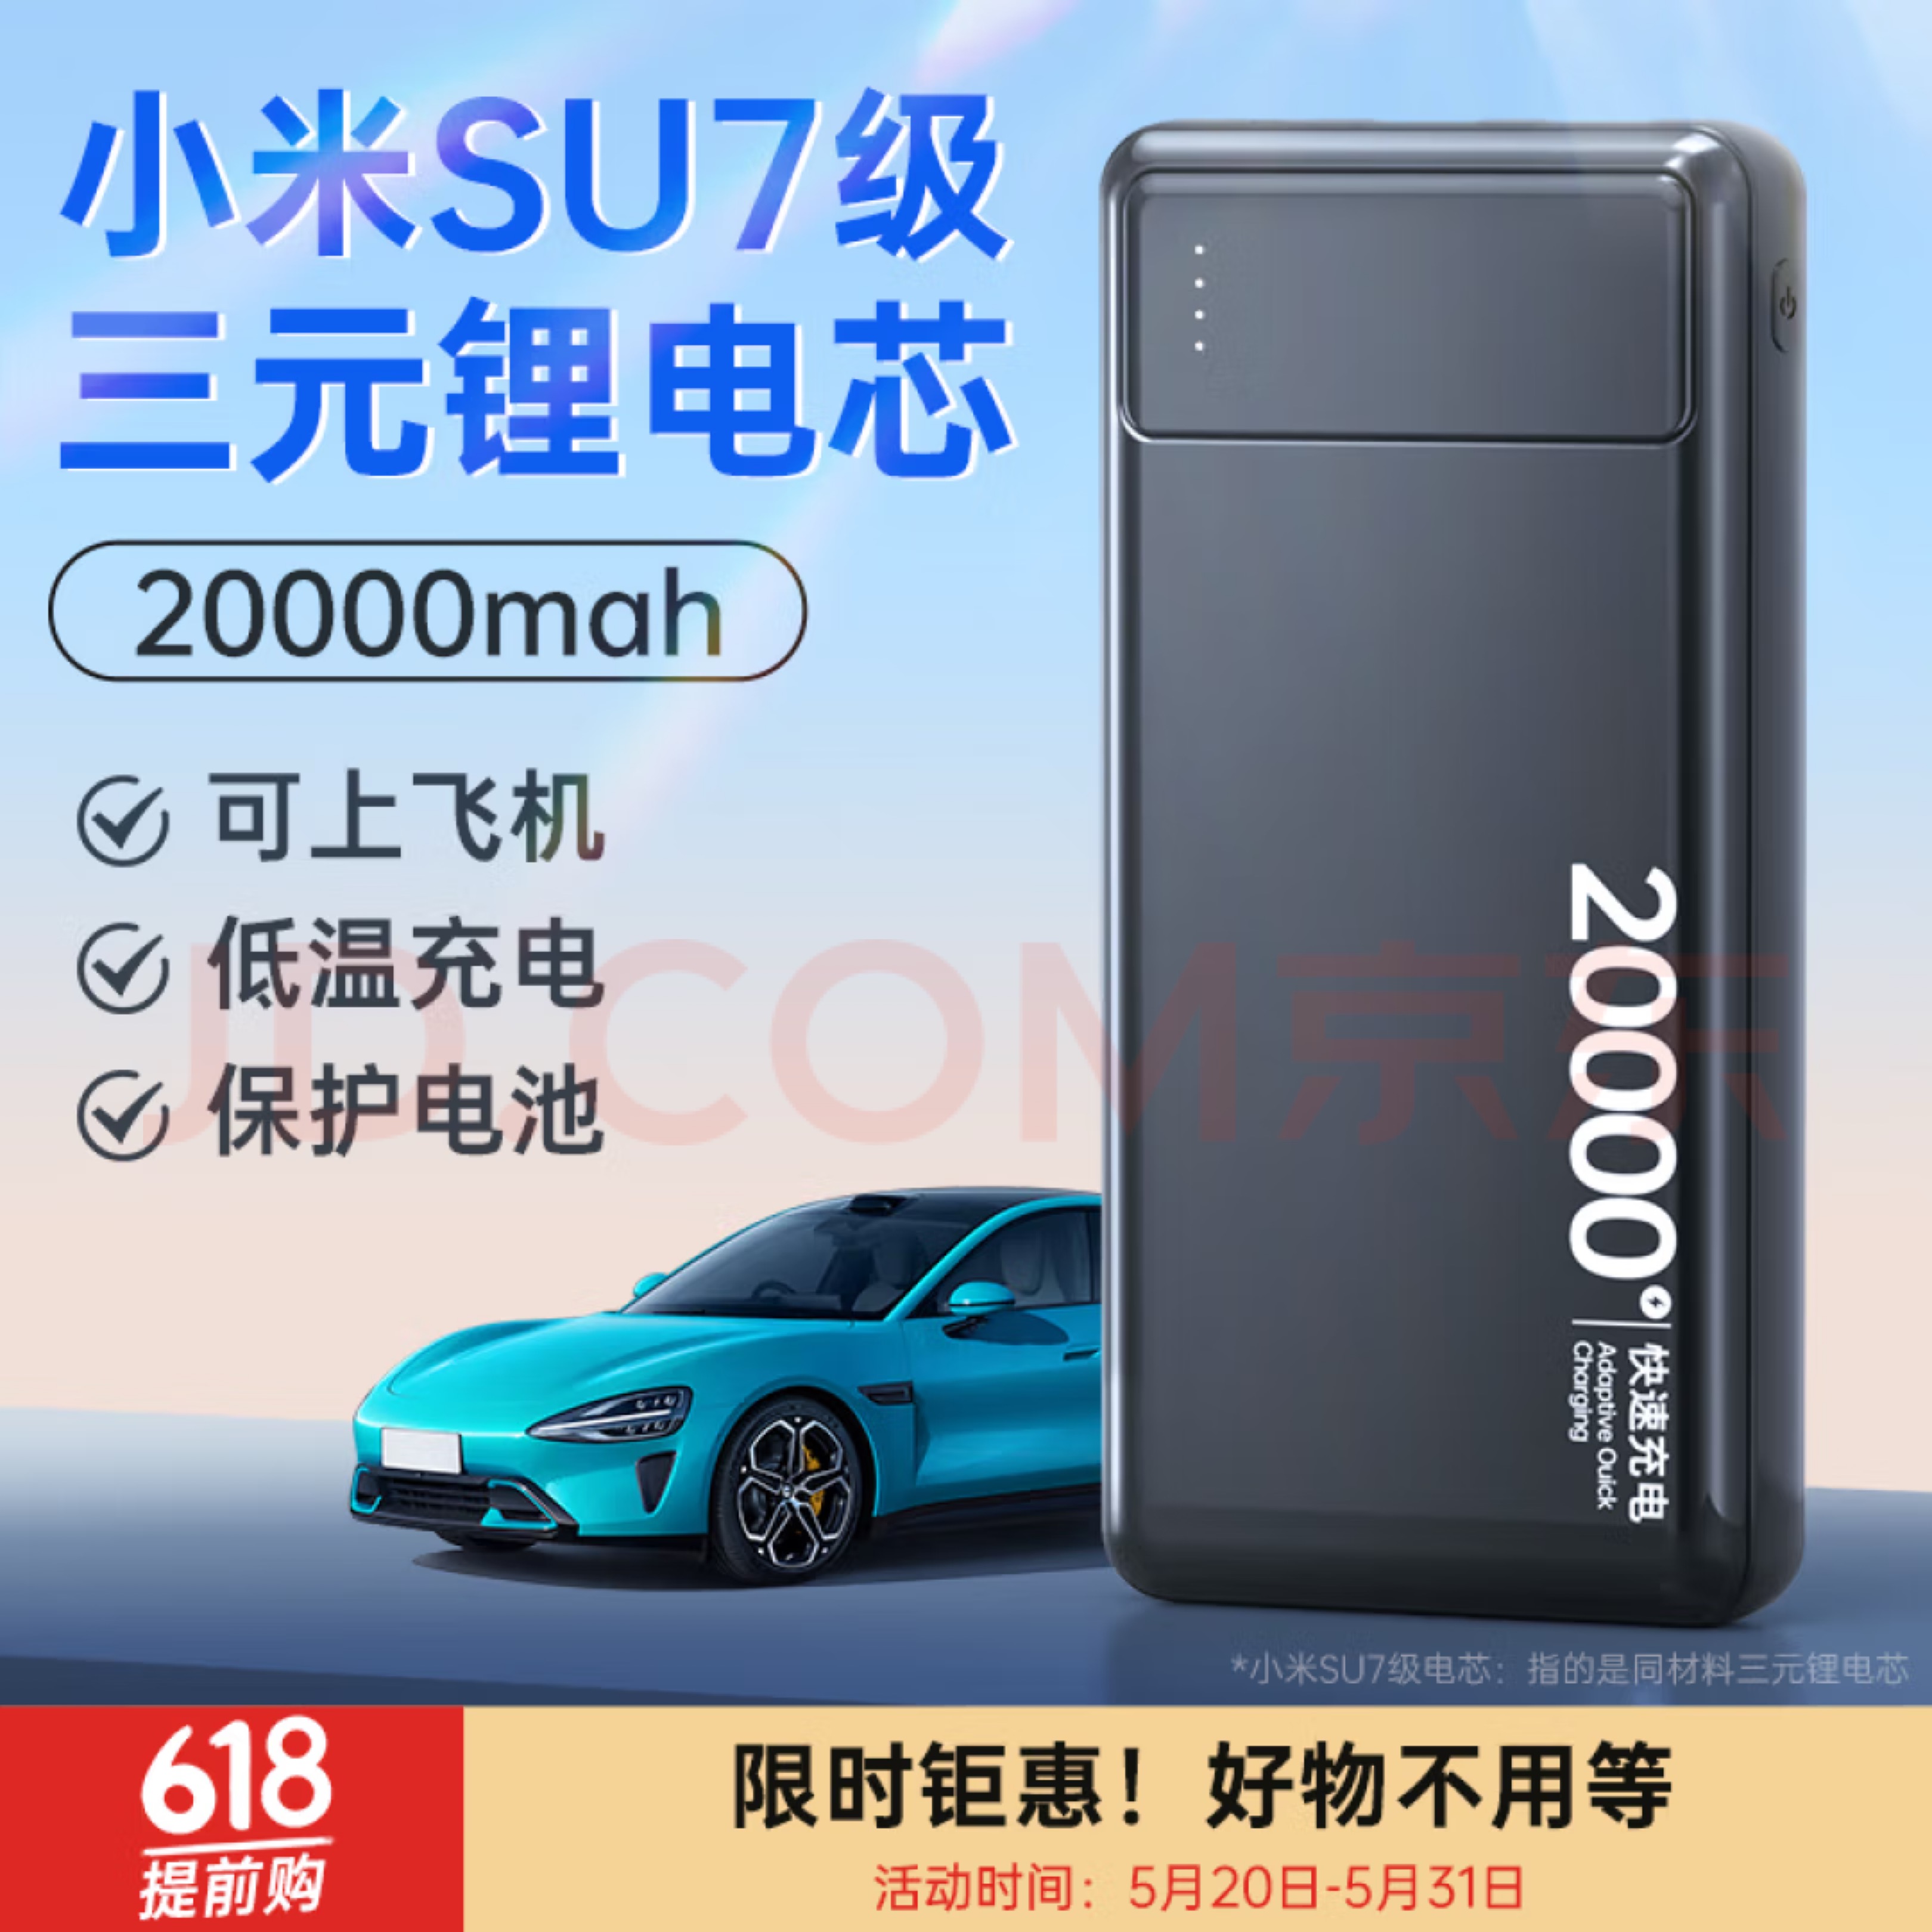 小米SU7级
三元锂电芯
20000mah
可上飞机
低温充电
保护电池
JD.COM京东
20000
快速充电
Adaptive Quick
Charging
*小米SU7级电芯：指的是同材料三元锂电芯
618
提前购
限时钜惠！好物不用等
活动时间：5月20日-5月31日